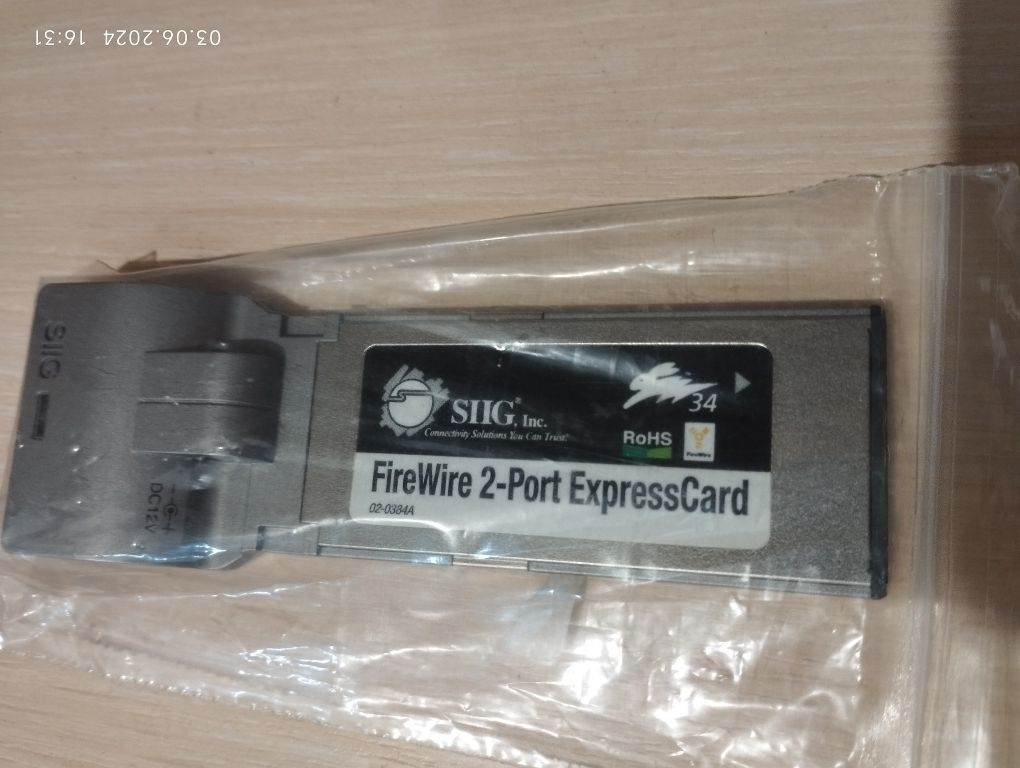 03.06.2024 16:31
SIIG
DC12V
SIIG®, Inc.
Connectivity Solutions You Can Trust!
34
RoHS
FireWire
FireWire 2-Port ExpressCard
02-0384A